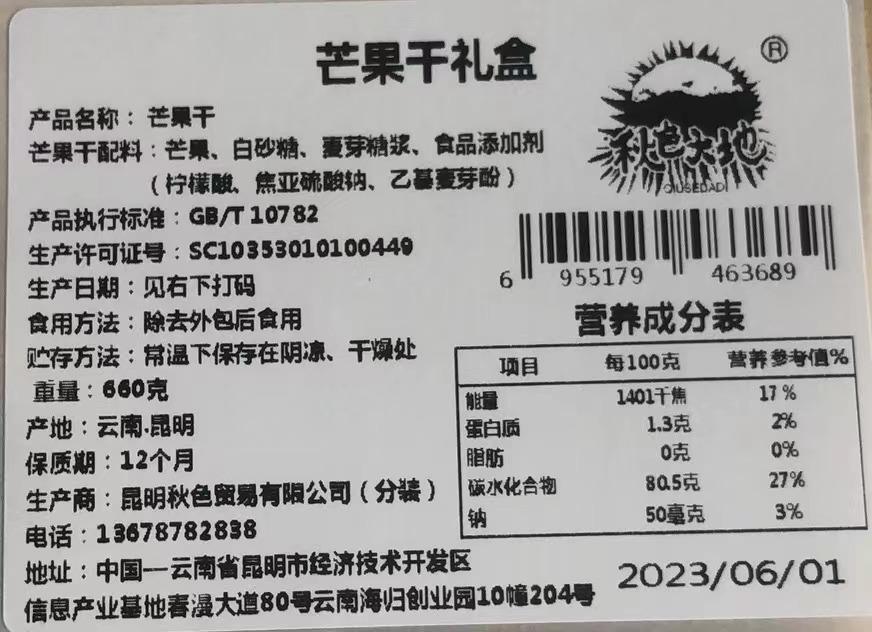 芒果干礼盒
®
秋色大地
QIUSEDADI
产品名称：芒果干
芒果干配料：芒果、白砂糖、麦芽糖浆、食品添加剂
（柠檬酸、焦亚硫酸钠、乙基麦芽酚）
产品执行标准：GB/T 10782
生产许可证号：SC10353010100449
生产日期：见右下打码
食用方法：除去外包后食用
贮存方法：常温下保存在阴凉、干燥处
重量：660克
产地：云南.昆明
保质期：12个月
生产商：昆明秋色贸易有限公司（分装）
电话：13678782838
地址：中国—云南省昆明市经济技术开发区
信息产业基地春漫大道80号云南海归创业园10幢204号
6 955179 463689
营养成分表
项目 每100克 营养参考值%
能量 1401千焦 17%
蛋白质 1.3克 2%
脂肪 0克 0%
碳水化合物 80.5克 27%
钠 50毫克 3%
2023/06/01